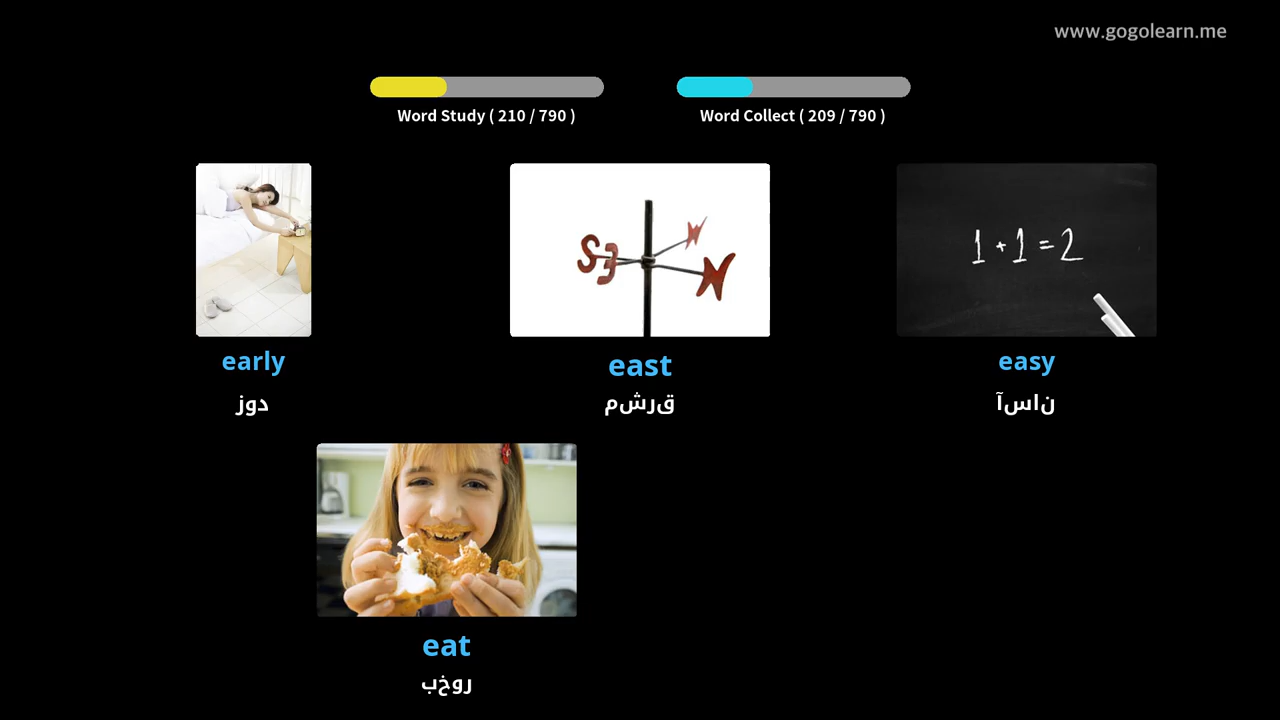 www.gogolearn.me
Word Study ( 210 / 790 )
Word Collect ( 209 / 790 )
1 + 1 = 2
S E N W
early
east
easy
دوز
قرشم
ناسآ
eat
روخب